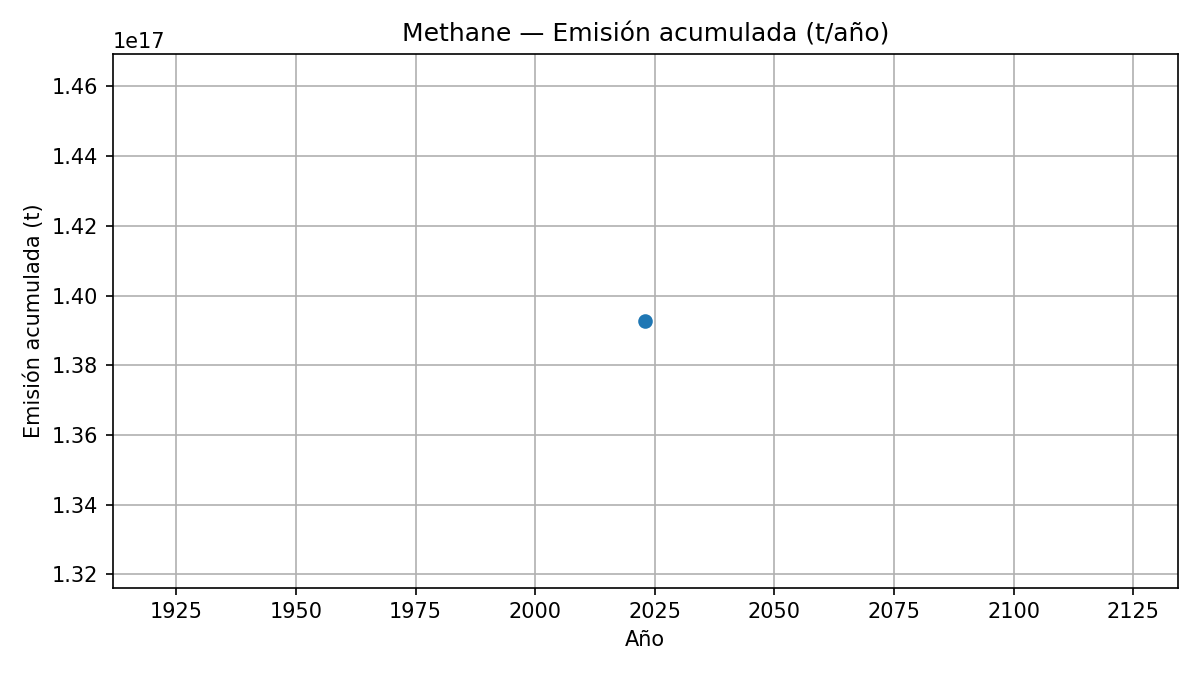 Methane — Emisión acumulada (t/año)
1e17
1.46
1.44
1.42
1.40
1.38
1.36
1.34
1.32
Emisión acumulada (t)
1925 1950 1975 2000 2025 2050 2075 2100 2125
Año